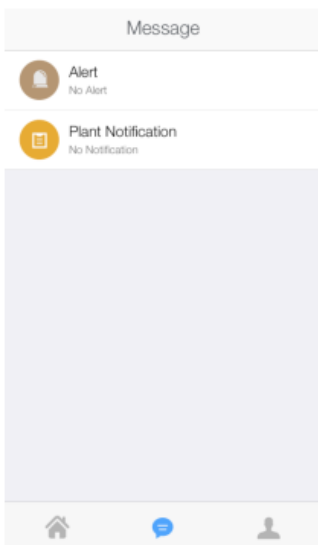 Message
Alert
No Alert
Plant Notification
No Notification